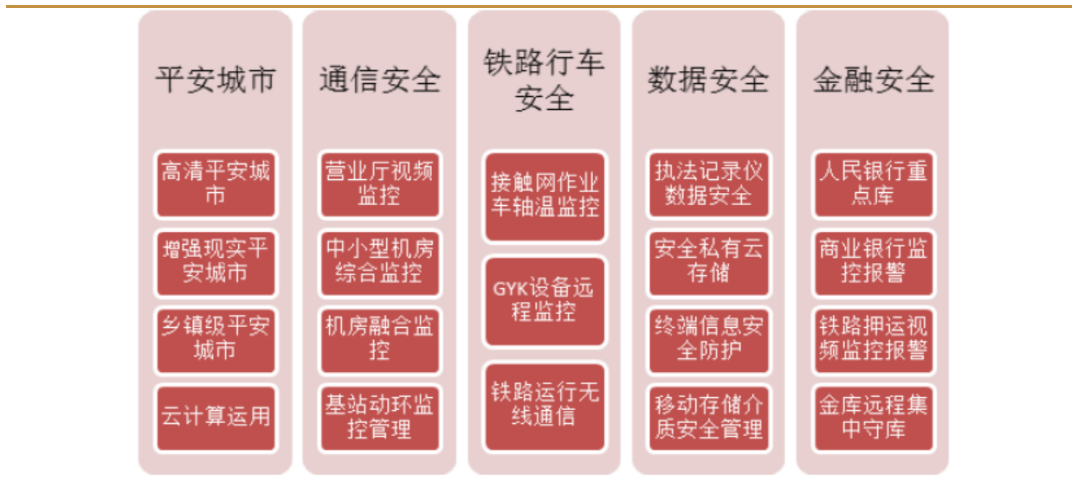 平安城市
高清平安城
市
增强现实平
安城市
乡镇级平安
城市
云计算运用
通信安全
营业厅视频
监控
中小型机房
综合监控
机房融合监
控
基站动环监
控管理
铁路行车
安全
接触网作业
车轴温监控
GYK设备远
程监控
铁路运行无
线通信
数据安全
执法记录仪
数据安全
安全私有云
存储
终端信息安
全防护
移动存储介
质安全管理
金融安全
人民银行重
点库
商业银行监
控报警
铁路押运视
频监控报警
金库远程集
中守库